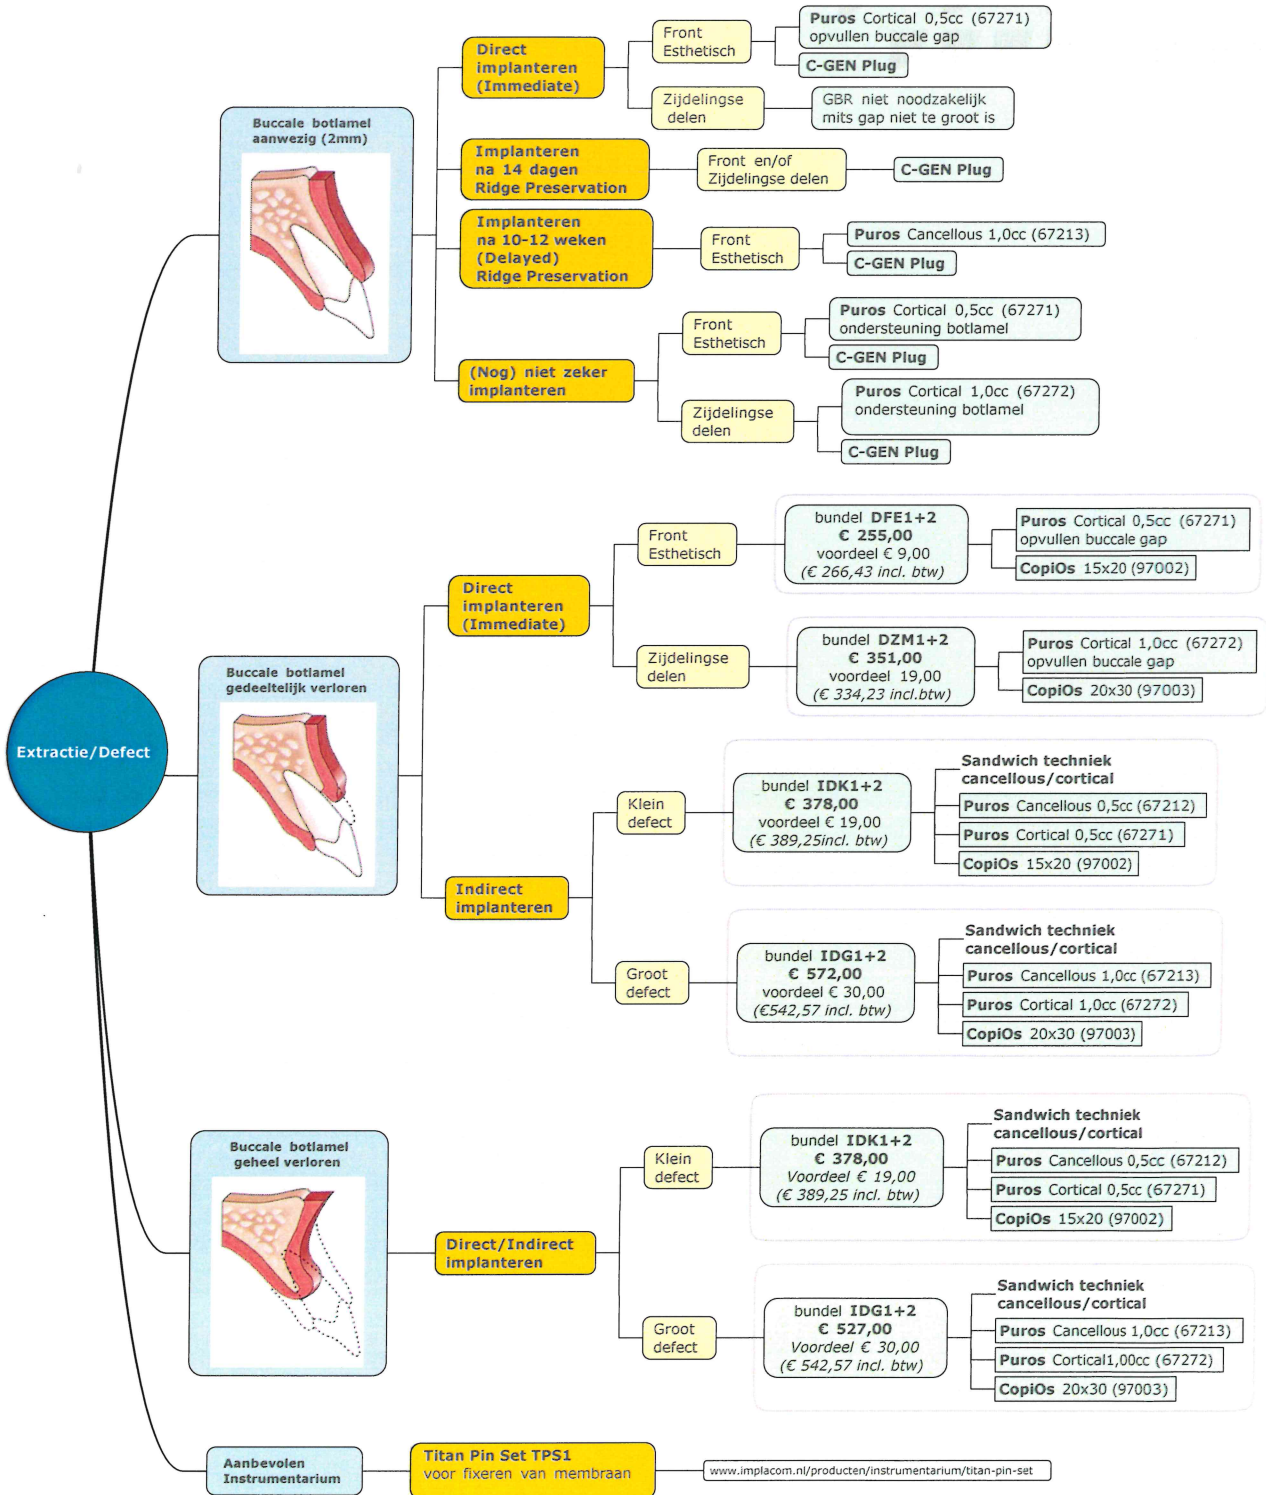 Extractie/Defect
Buccale botlamel
aanwezig (2mm)
Direct
implanteren
(Immediate)
Front
Esthetisch
Puros Cortical 0,5cc (67271)
opvullen buccale gap
C-GEN Plug
Zijdelingse
delen
GBR niet noodzakelijk
mits gap niet te groot is
Implanteren
na 14 dagen
Ridge Preservation
Front en/of
Zijdelingse delen
C-GEN Plug
Implanteren
na 10-12 weken
(Delayed)
Ridge Preservation
Front
Esthetisch
Puros Cancellous 1,0cc (67213)
C-GEN Plug
(Nog) niet zeker
implanteren
Front
Esthetisch
Puros Cortical 0,5cc (67271)
ondersteuning botlamel
C-GEN Plug
Zijdelingse
delen
Puros Cortical 1,0cc (67272)
ondersteuning botlamel
C-GEN Plug
Buccale botlamel
gedeeltelijk verloren
Direct
implanteren
(Immediate)
Front
Esthetisch
bundel DFE1+2
€ 255,00
voordeel € 9,00
(€ 266,43 incl. btw)
Puros Cortical 0,5cc (67271)
opvullen buccale gap
CopiOs 15x20 (97002)
Zijdelingse
delen
bundel DZM1+2
€ 351,00
voordeel 19,00
(€ 334,23 incl.btw)
Puros Cortical 1,0cc (67272)
opvullen buccale gap
CopiOs 20x30 (97003)
Indirect
implanteren
Klein
defect
bundel IDK1+2
€ 378,00
voordeel € 19,00
(€ 389,25incl. btw)
Sandwich techniek
cancellous/cortical
Puros Cancellous 0,5cc (67212)
Puros Cortical 0,5cc (67271)
CopiOs 15x20 (97002)
Groot
defect
bundel IDG1+2
€ 572,00
voordeel € 30,00
(€542,57 incl. btw)
Sandwich techniek
cancellous/cortical
Puros Cancellous 1,0cc (67213)
Puros Cortical 1,0cc (67272)
CopiOs 20x30 (97003)
Buccale botlamel
geheel verloren
Direct/Indirect
implanteren
Klein
defect
bundel IDK1+2
€ 378,00
Voordeel € 19,00
(€ 389,25 incl. btw)
Sandwich techniek
cancellous/cortical
Puros Cancellous 0,5cc (67212)
Puros Cortical 0,5cc (67271)
CopiOs 15x20 (97002)
Groot
defect
bundel IDG1+2
€ 527,00
Voordeel € 30,00
(€ 542,57 incl. btw)
Sandwich techniek
cancellous/cortical
Puros Cancellous 1,0cc (67213)
Puros Cortical1,00cc (67272)
CopiOs 20x30 (97003)
Aanbevolen
Instrumentarium
Titan Pin Set TPS1
voor fixeren van membraan
www.implacom.nl/producten/instrumentarium/titan-pin-set